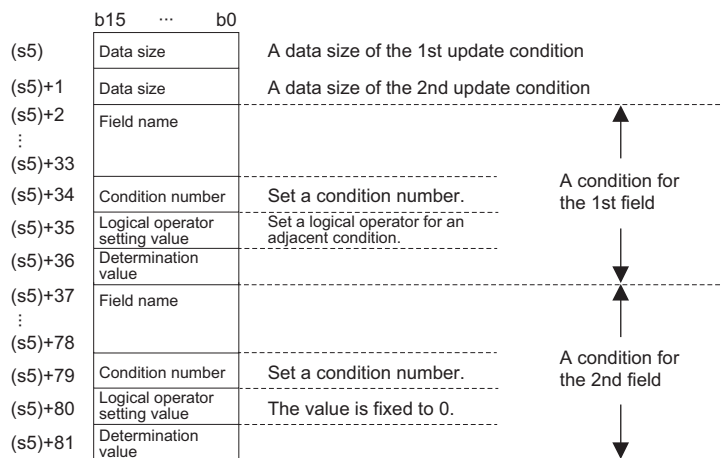 b15 ··· b0
(s5) Data size A data size of the 1st update condition
(s5)+1 Data size A data size of the 2nd update condition
(s5)+2 Field name
⋮
(s5)+33
A condition for
the 1st field
(s5)+34 Condition number Set a condition number.
(s5)+35 Logical operator
setting value
Set a logical operator for an
adjacent condition.
(s5)+36 Determination
value
(s5)+37 Field name
⋮
(s5)+78
A condition for
the 2nd field
(s5)+79 Condition number Set a condition number.
(s5)+80 Logical operator
setting value
The value is fixed to 0.
(s5)+81 Determination
value